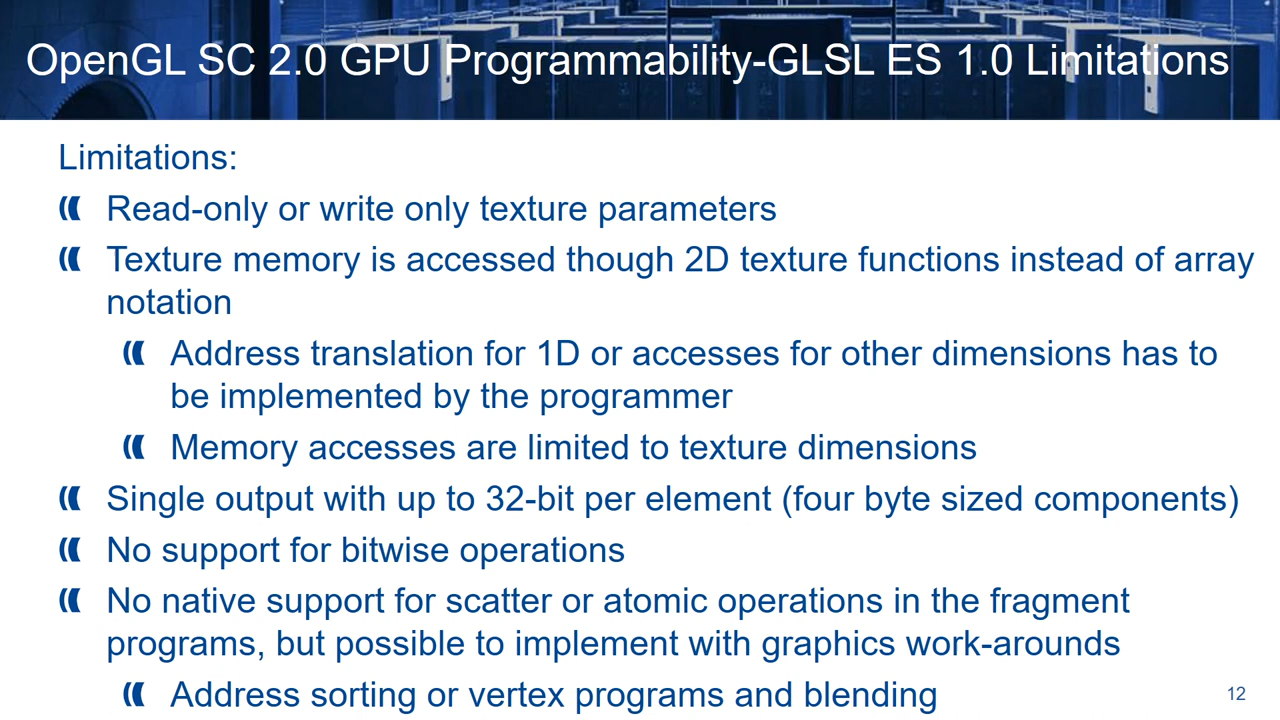 OpenGL SC 2.0 GPU Programmability-GLSL ES 1.0 Limitations
Limitations:
Read-only or write only texture parameters
Texture memory is accessed though 2D texture functions instead of array
notation
Address translation for 1D or accesses for other dimensions has to
be implemented by the programmer
Memory accesses are limited to texture dimensions
Single output with up to 32-bit per element (four byte sized components)
No support for bitwise operations
No native support for scatter or atomic operations in the fragment
programs, but possible to implement with graphics work-arounds
Address sorting or vertex programs and blending
12